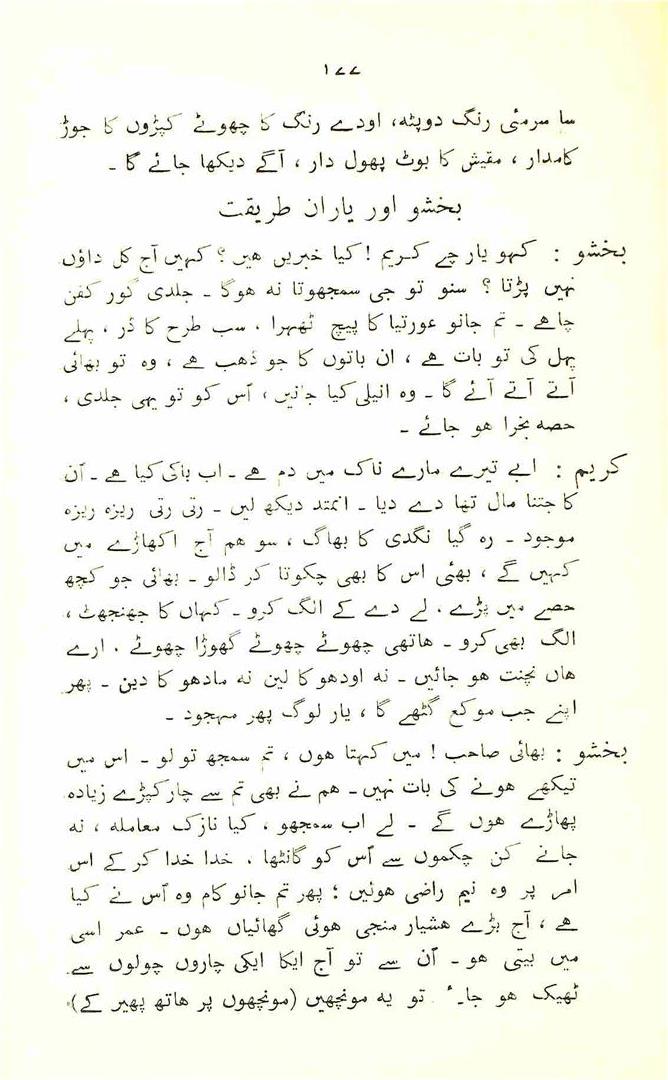 ۱۷۷
سا سرمئی رنگ دوپٹہ، اودے رنگ کا چھوٹے کپڑوں کا جوڑ
کامدار ، مقیش کا بوٹ پھول دار ، آگے دیکھا جائے گا ۔
بخشو اور یاران طریقت
بخشو : کہو یار جے کریم ! کیا خبریں ہیں ؟ کہیں آج کل داؤں
نہیں پڑتا ؟ سنو تو جی سمجھوتا نہ ہوگا ۔ جلدی گور کفن
چاہے ۔ تم جانو عورتیا کا پیچ ٹھہرا ، سب طرح کا ڈر ، پہلے
پہل کی تو بات ہے ، ان باتوں کا جو ڈھب ہے ، وہ تو بھائی
آتے آتے آئے گا ۔ وہ انیلی کیا جانیں ، اُس کو تو یہی جلدی ،
حصہ بخرا ہو جائے ۔
کریم : ابے تیرے مارے ناک میں دم ہے ۔ اب باکی کیا ہے ۔ اُن
کا جتنا مال تھا دے دیا ۔ انمتد دیکھ لیں ۔ رتی رتی ریزہ ریزہ
موجود ۔ رہ گیا نگدی کا بھاگ ، سو ہم آج اکھاڑے میں
کہیں گے ، بھئی اس کا بھی چکوتا کر ڈالو ۔ بھائی جو کچھ
حصے میں پڑے ، لے دے کے الگ کرو ۔ کہاں کا جھنجھٹ ،
الگ بھی کرو ۔ ہاتھی چھوٹے چھوٹے گھوڑا چھوٹے ۔ ارے
ہاں نچنت ہو جائیں ۔ نہ اودھو کا لین نہ مادھو کا دین ۔ پھر
اپنے جب موکع گٹھے گا ، یار لوگ پھر مہجود ۔
بخشو : بھائی صاحب ! میں کہتا ہوں ، تم سمجھ تو لو ۔ اس میں
تیکھے ہونے کی بات نہیں ۔ ہم نے بھی تم سے چار کپڑے زیادہ
پھاڑے ہوں گے ۔ لے اب سمجھو ، کیا نازک معاملہ ، نہ
جانے کن چکموں سے اُس کو گانٹھا ، خدا خدا کر کے اس
امر پر وہ نیم راضی ہوئیں ؛ پھر تم جانو کام وہ اُس نے کیا
ہے ، آج بڑے ہشیار منجی ہوئی گھائیاں ہوں ۔ عمر اسی
میں بیتی ہو ۔ اُن سے تو آج ایکا ایکی چاروں چولوں سے
ٹھیک ہو جا۔ تو یہ مونچھیں (مونچھوں پر ہاتھ پھیر کے)